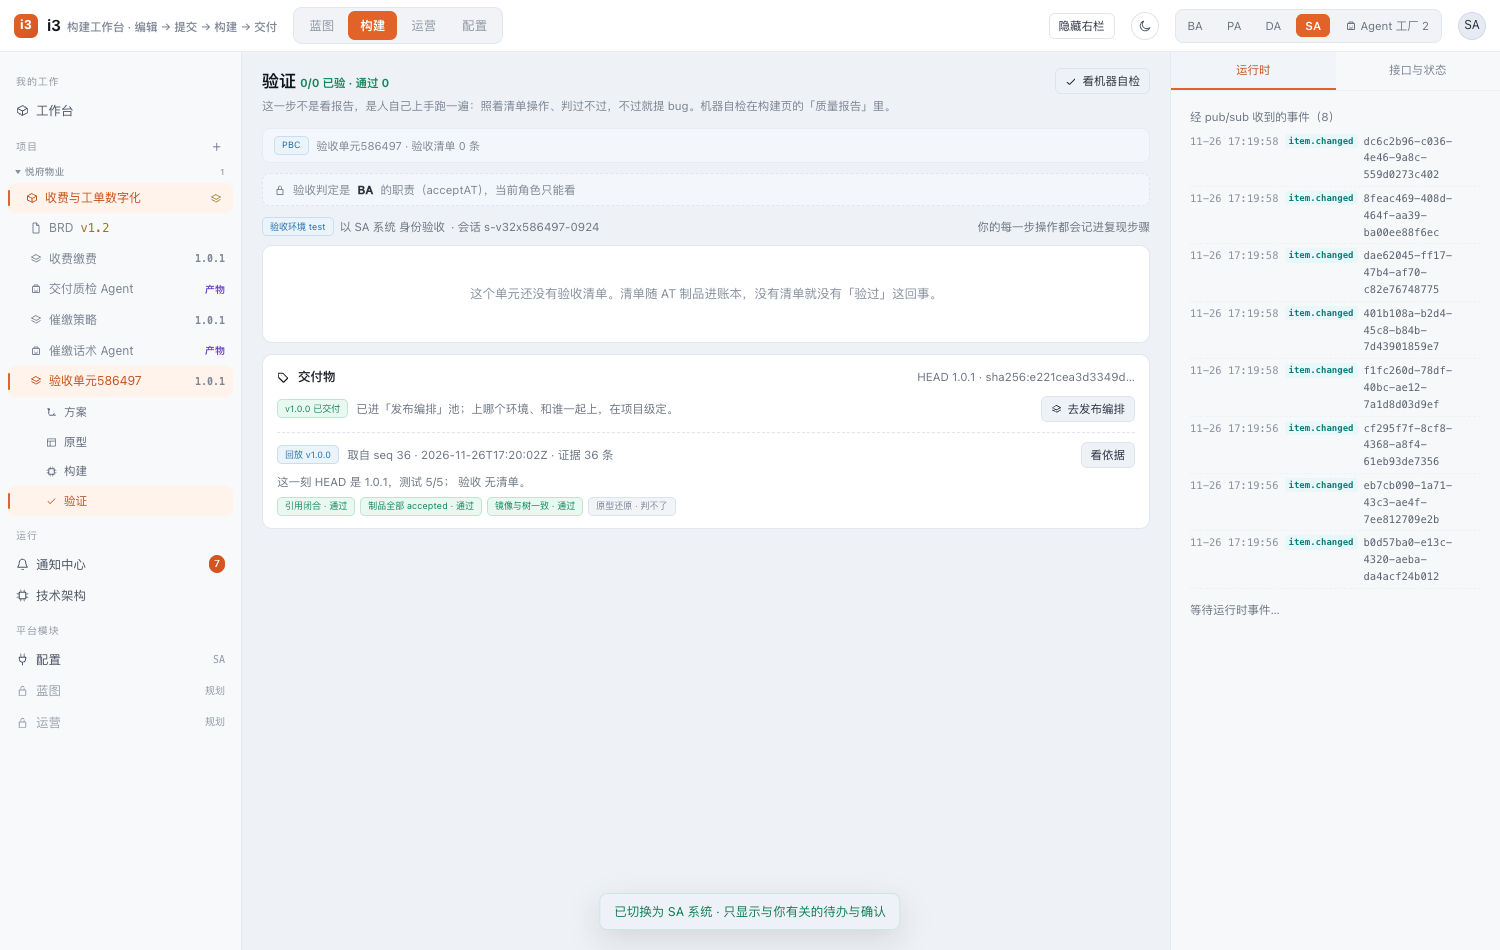 i3 i3 构建工作台 · 编辑 → 提交 → 构建 → 交付 蓝图 构建 运营 配置 隐藏右栏 BA PA DA SA Agent 工厂 2 SA
我的工作
工作台
项目 +
悦府物业 1
收费与工单数字化
BRD v1.2
收费缴费 1.0.1
交付质检 Agent 产物
催缴策略 1.0.1
催缴话术 Agent 产物
验收单元586497 1.0.1
方案
原型
构建
验证
运行
通知中心 7
技术架构
平台模块
配置 SA
蓝图 规划
运营 规划
验证 0/0 已验 · 通过 0 看机器自检
这一步不是看报告，是人自己上手跑一遍：照着清单操作、判过不过，不过就提 bug。机器自检在构建页的「质量报告」里。
PBC 验收单元586497 · 验收清单 0 条
验收判定是 BA 的职责（acceptAT），当前角色只能看
验收环境 test 以 SA 系统 身份验收 · 会话 s-v32x586497-0924 你的每一步操作都会记进复现步骤
这个单元还没有验收清单。清单随 AT 制品进账本，没有清单就没有「验过」这回事。
交付物 HEAD 1.0.1 · sha256:e221cea3d3349d…
v1.0.0 已交付 已进「发布编排」池；上哪个环境、和谁一起上，在项目级定。 去发布编排
回放 v1.0.0 取自 seq 36 · 2026-11-26T17:20:02Z · 证据 36 条 看依据
这一刻 HEAD 是 1.0.1，测试 5/5； 验收 无清单。
引用闭合 · 通过 制品全部 accepted · 通过 镜像与树一致 · 通过 原型还原 · 判不了
已切换为 SA 系统 · 只显示与你有关的待办与确认
运行时 接口与状态
经 pub/sub 收到的事件（8）
11-26 17:19:58 item.changed dc6c2b96-c036-
4e46-9a8c-
559d0273c402
11-26 17:19:58 item.changed 8feac469-408d-
464f-aa39-
ba00ee88f6ec
11-26 17:19:58 item.changed dae62045-ff17-
47b4-af70-
c82e76748775
11-26 17:19:58 item.changed 401b108a-b2d4-
45c8-b84b-
7d43901859e7
11-26 17:19:58 item.changed f1fc260d-78df-
40bc-ae12-
7a1d8d03d9ef
11-26 17:19:56 item.changed cf295f7f-8cf8-
4368-a8f4-
61eb93de7356
11-26 17:19:56 item.changed eb7cb090-1a71-
43c3-ae4f-
7ee812709e2b
11-26 17:19:56 item.changed b0d57ba0-e13c-
4320-aeba-
da4acf24b012
等待运行时事件…